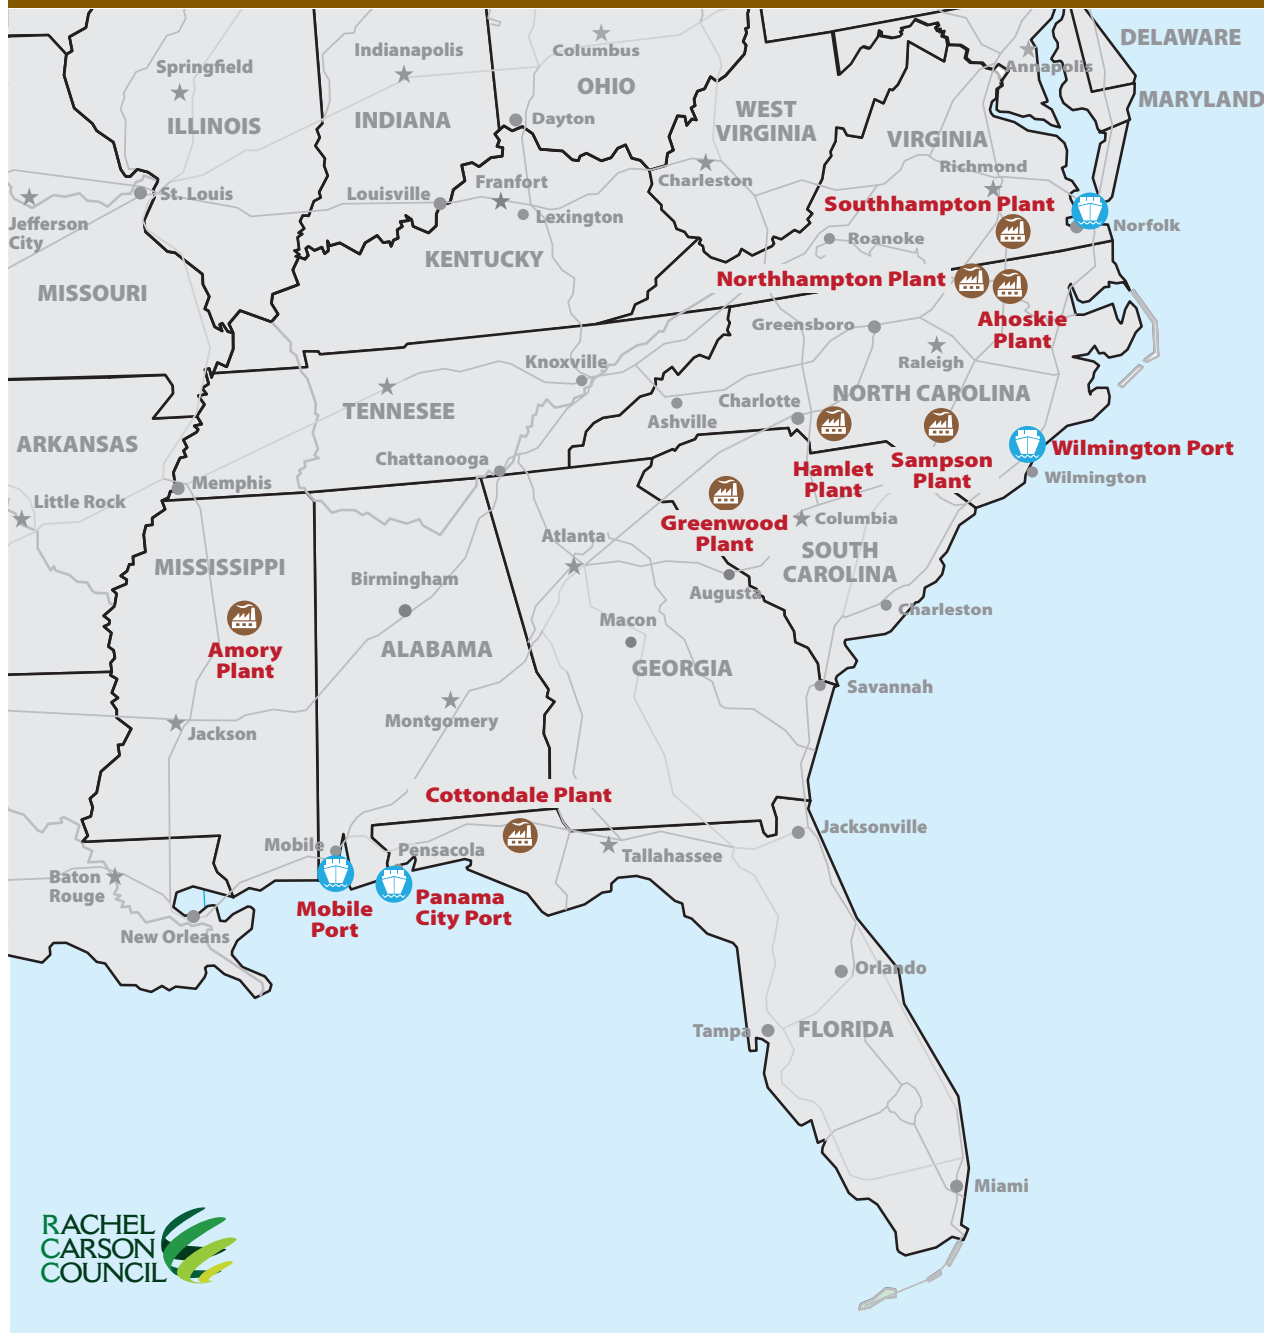 DELAWARE
Indianapolis
Columbus
Annapolis
Springfield
OHIO
MARYLAND
WEST
VIRGINIA
ILLINOIS
INDIANA
Dayton
VIRGINIA
Richmond
Franfort
Charleston
St. Louis
Louisville
Southhampton Plant
Lexington
Jefferson
City
Norfolk
Roanoke
KENTUCKY
Northhampton Plant
MISSOURI
Ahoskie
Plant
Greensboro
Raleigh
Knoxville
NORTH CAROLINA
Charlotte
TENNESEE
Ashville
ARKANSAS
Wilmington Port
Chattanooga
Hamlet
Plant
Sampson
Plant
Wilmington
Memphis
Little Rock
Greenwood
Plant
Columbia
Atlanta
SOUTH
CAROLINA
MISSISSIPPI
Birmingham
Augusta
Charleston
Macon
Amory
Plant
ALABAMA
GEORGIA
Savannah
Montgomery
Jackson
Cottondale Plant
Jacksonville
Mobile
Pensacola
Tallahassee
Baton
Rouge
Panama
City Port
Mobile
Port
New Orleans
Orlando
Tampa
FLORIDA
Miami
RACHEL
CARSON
COUNCIL